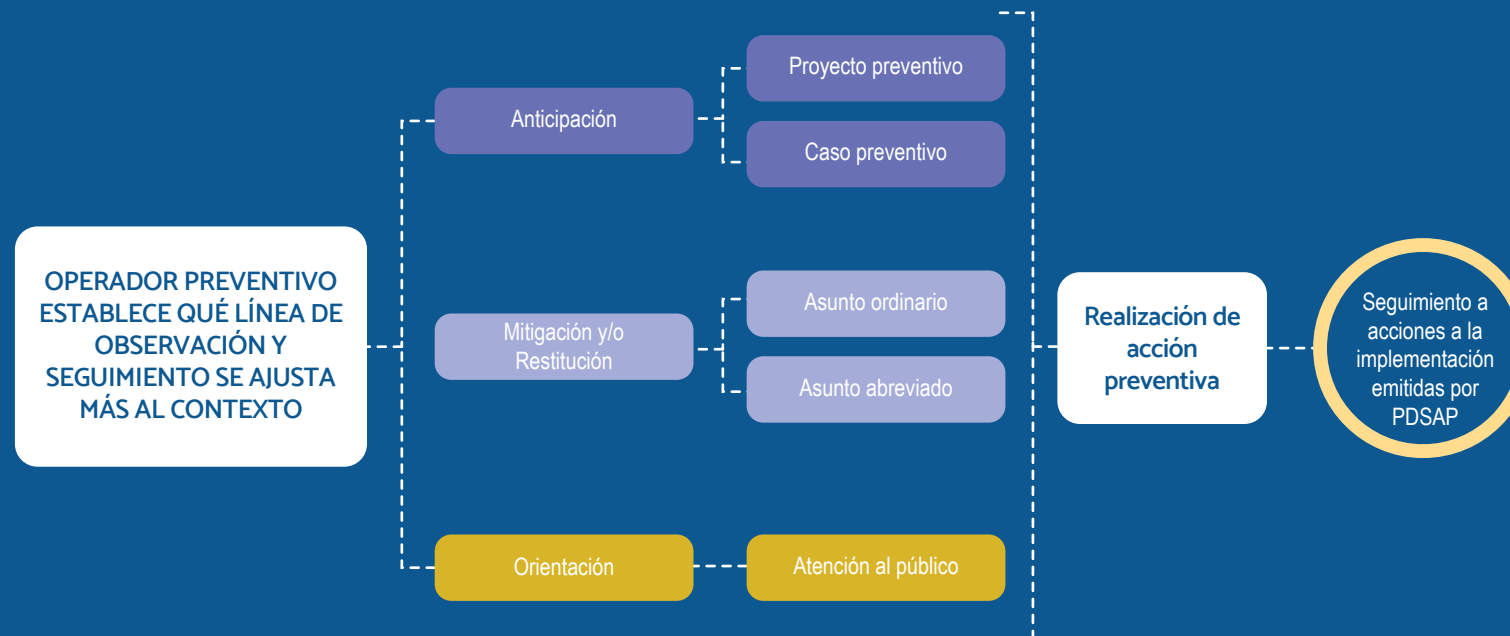 OPERADOR PREVENTIVO
ESTABLECE QUÉ LÍNEA DE
OBSERVACIÓN Y
SEGUIMIENTO SE AJUSTA
MÁS AL CONTEXTO
Anticipación
Proyecto preventivo
Caso preventivo
Mitigación y/o
Restitución
Asunto ordinario
Asunto abreviado
Orientación
Atención al público
Realización de
acción
preventiva
Seguimiento a
acciones a la
implementación
emitidas por
PDSAP